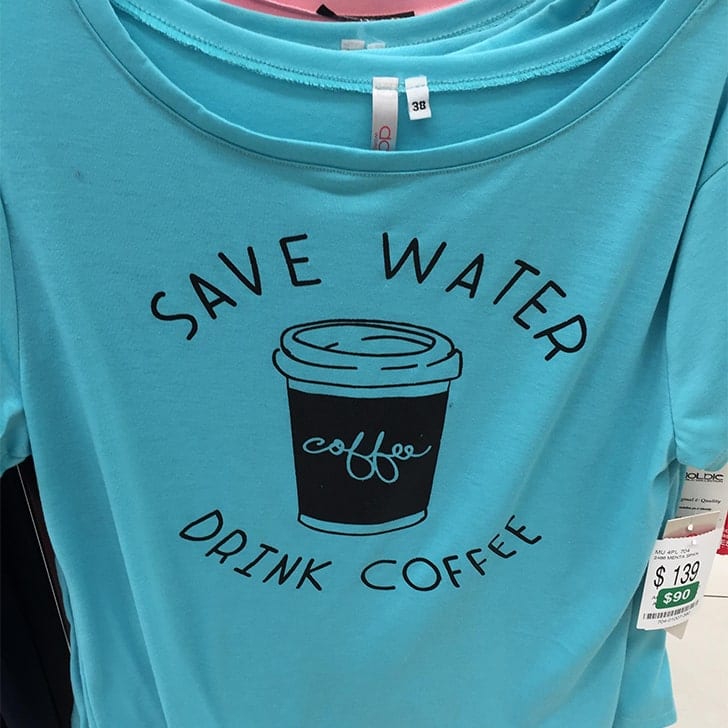 38
SAVE WATER
coffee
DRINK COFFEE
$ 139
$90